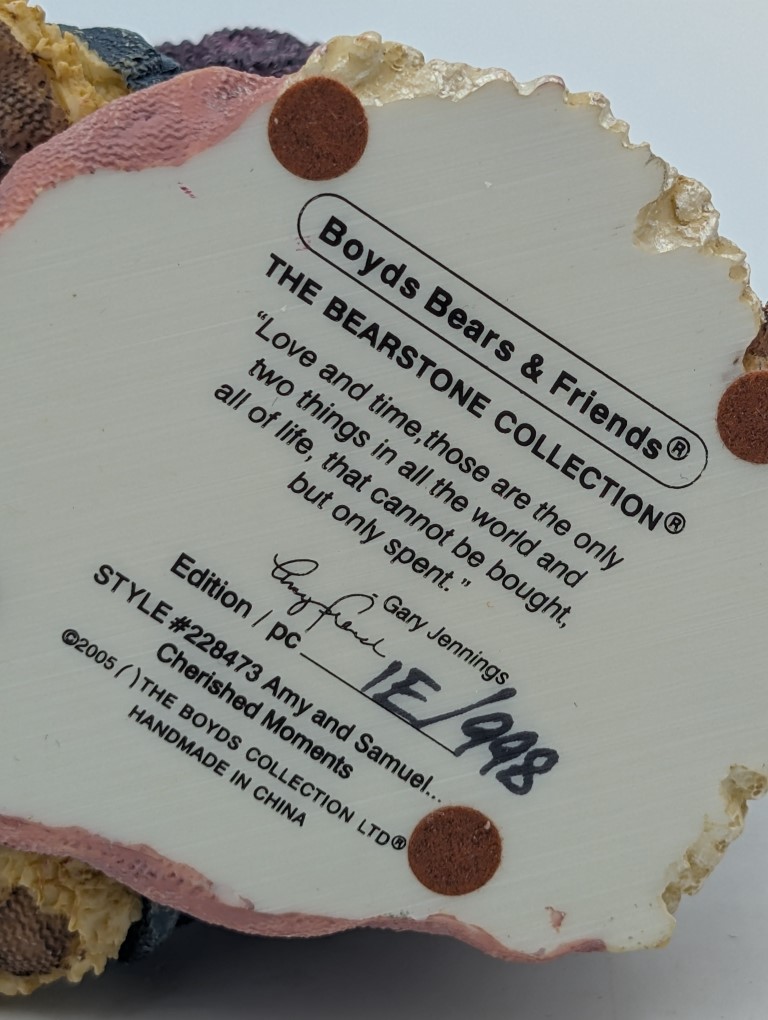 Boyds Bears & Friends®
THE BEARSTONE COLLECTION®
“Love and time, those are the only
two things in all the world and
all of life, that cannot be bought,
but only spent.”
- Gary Jennings
Edition / pc 1E/998
STYLE #228473 Amy and Samuel...
Cherished Moments
©2005 ( ) THE BOYDS COLLECTION LTD®
HANDMADE IN CHINA